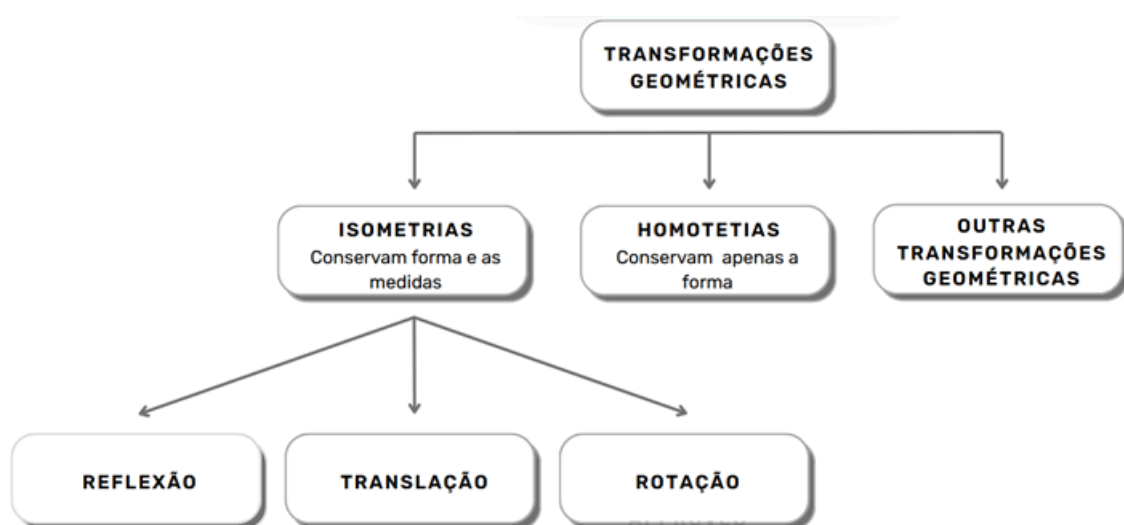 TRANSFORMAÇÕES
GEOMÉTRICAS
ISOMETRIAS
Conservam forma e as
medidas
HOMOTETIAS
Conservam apenas a
forma
OUTRAS
TRANSFORMAÇÕES
GEOMÉTRICAS
REFLEXÃO
TRANSLAÇÃO
ROTAÇÃO